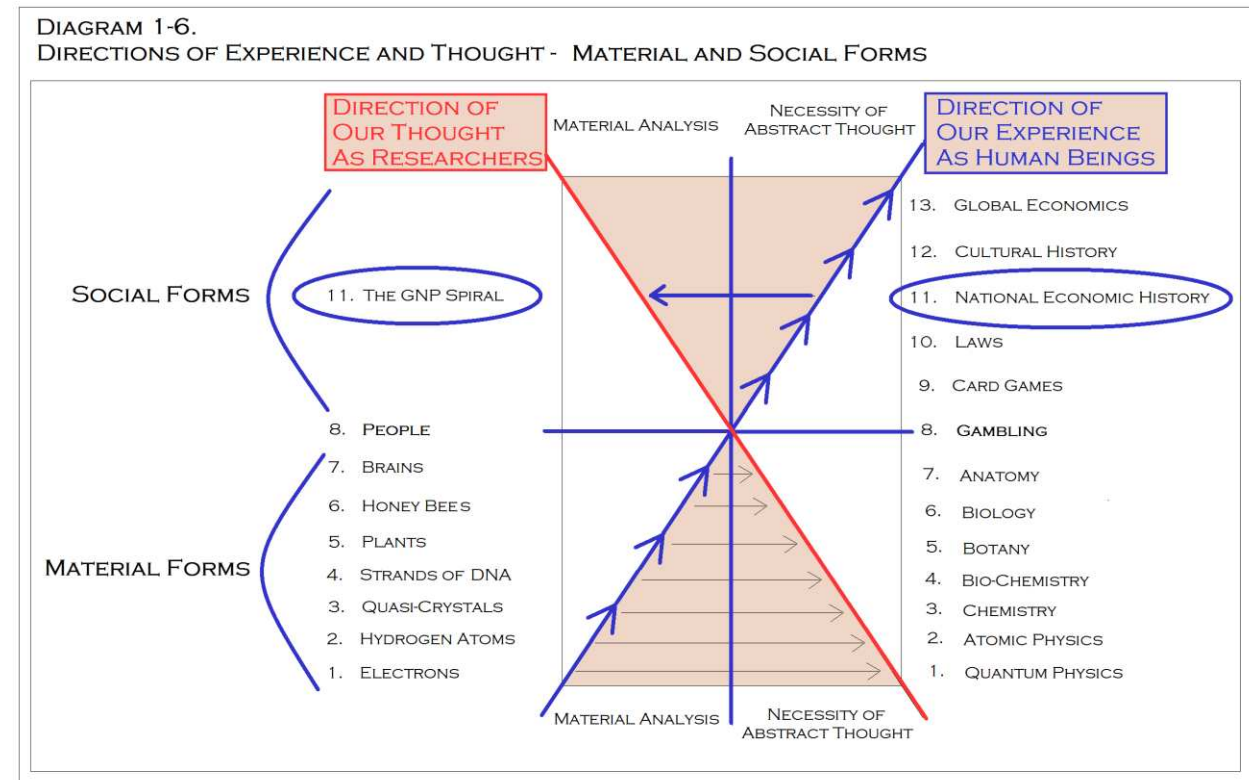 DIAGRAM 1-6.
DIRECTIONS OF EXPERIENCE AND THOUGHT - MATERIAL AND SOCIAL FORMS
DIRECTION OF
OUR THOUGHT
AS RESEARCHERS
MATERIAL ANALYSIS
NECESSITY OF
ABSTRACT THOUGHT
DIRECTION OF
OUR EXPERIENCE
AS HUMAN BEINGS
SOCIAL FORMS
11. THE GNP SPIRAL
8. PEOPLE
MATERIAL FORMS
7. BRAINS
6. HONEY BEES
5. PLANTS
4. STRANDS OF DNA
3. QUASI-CRYSTALS
2. HYDROGEN ATOMS
1. ELECTRONS
13. GLOBAL ECONOMICS
12. CULTURAL HISTORY
11. NATIONAL ECONOMIC HISTORY
10. LAWS
9. CARD GAMES
8. GAMBLING
7. ANATOMY
6. BIOLOGY
5. BOTANY
4. BIO-CHEMISTRY
3. CHEMISTRY
2. ATOMIC PHYSICS
1. QUANTUM PHYSICS
MATERIAL ANALYSIS
NECESSITY OF
ABSTRACT THOUGHT